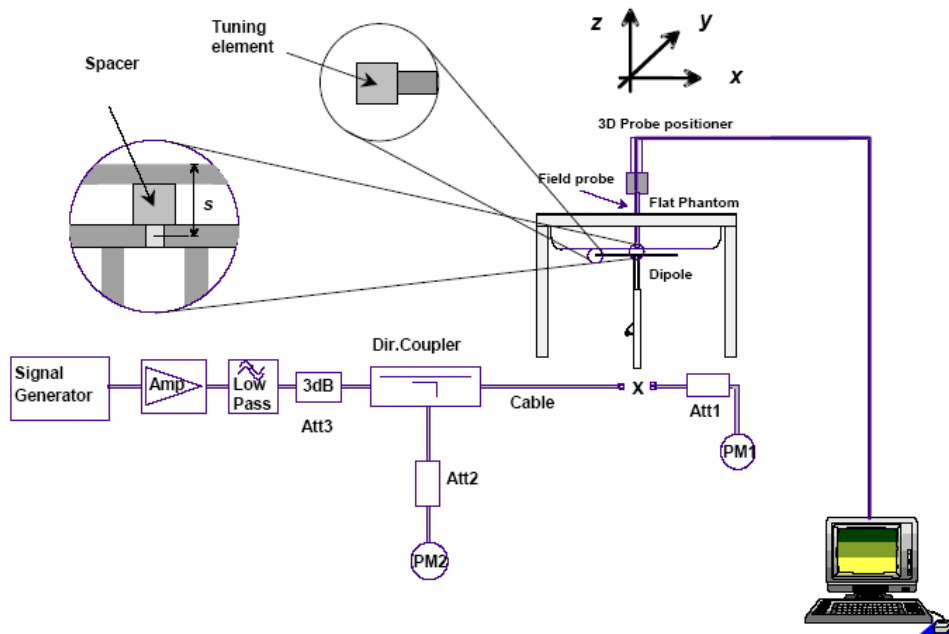 Tuning
element
Spacer
s
z
y
x
3D Probe positioner
Field probe
Flat Phantom
Dipole
Dir.Coupler
Signal
Generator
Amp
Low
Pass
3dB
Att3
Cable
X
Att1
PM1
Att2
PM2